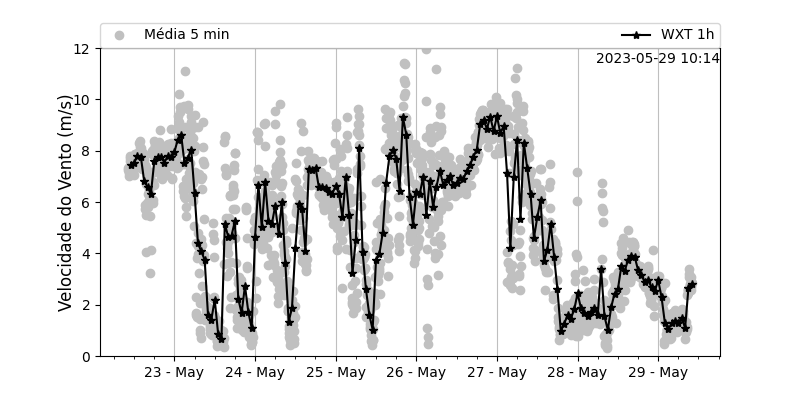 Média 5 min
WXT 1h
2023-05-29 10:14
Velocidade do Vento (m/s)
12
10
8
6
4
2
0
23 - May
24 - May
25 - May
26 - May
27 - May
28 - May
29 - May